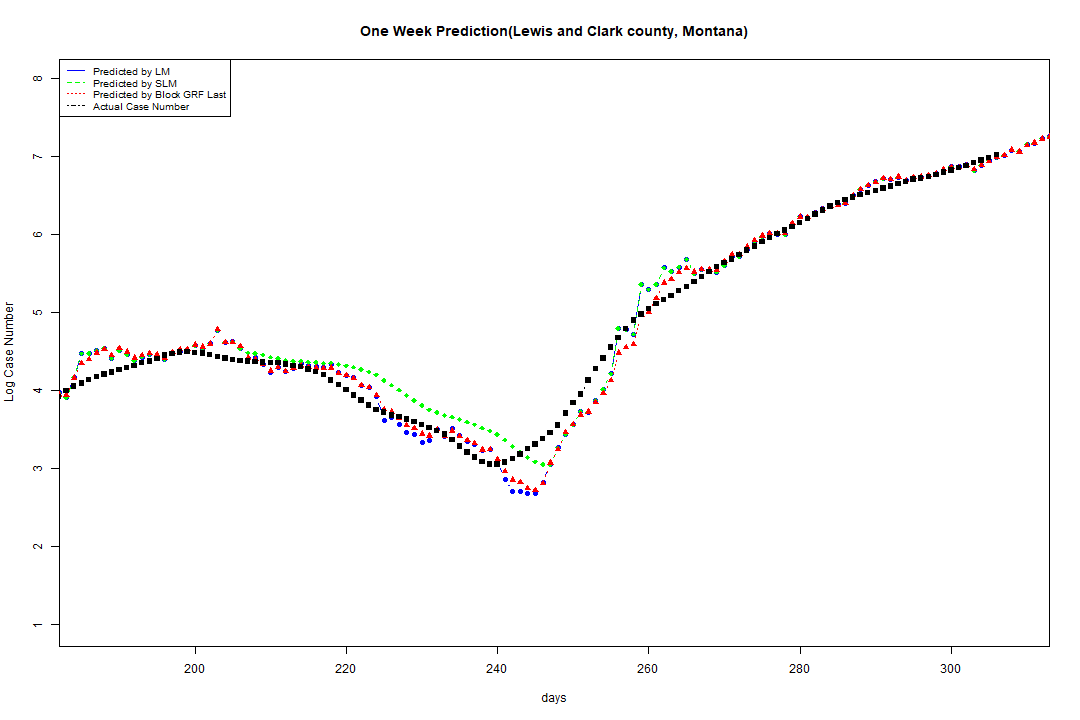 One Week Prediction(Lewis and Clark county, Montana)
Predicted by LM
Predicted by SLM
Predicted by Block GRF Last
Actual Case Number
Log Case Number
8
7
6
5
4
3
2
1
200 220 240 260 280 300
days